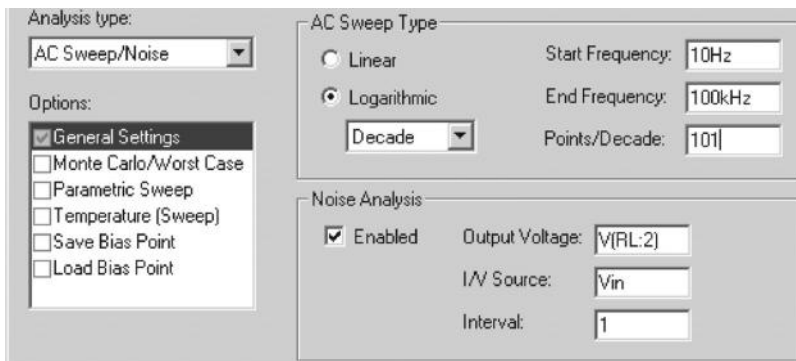 Analysis type:
AC Sweep/Noise
Options:
General Settings
Monte Carlo/Worst Case
Parametric Sweep
Temperature (Sweep)
Save Bias Point
Load Bias Point
AC Sweep Type
Linear
Logarithmic
Decade
Start Frequency: 10Hz
End Frequency: 100kHz
Points/Decade: 101
Noise Analysis
Enabled
Output Voltage: V(RL:2)
I/V Source: Vin
Interval: 1